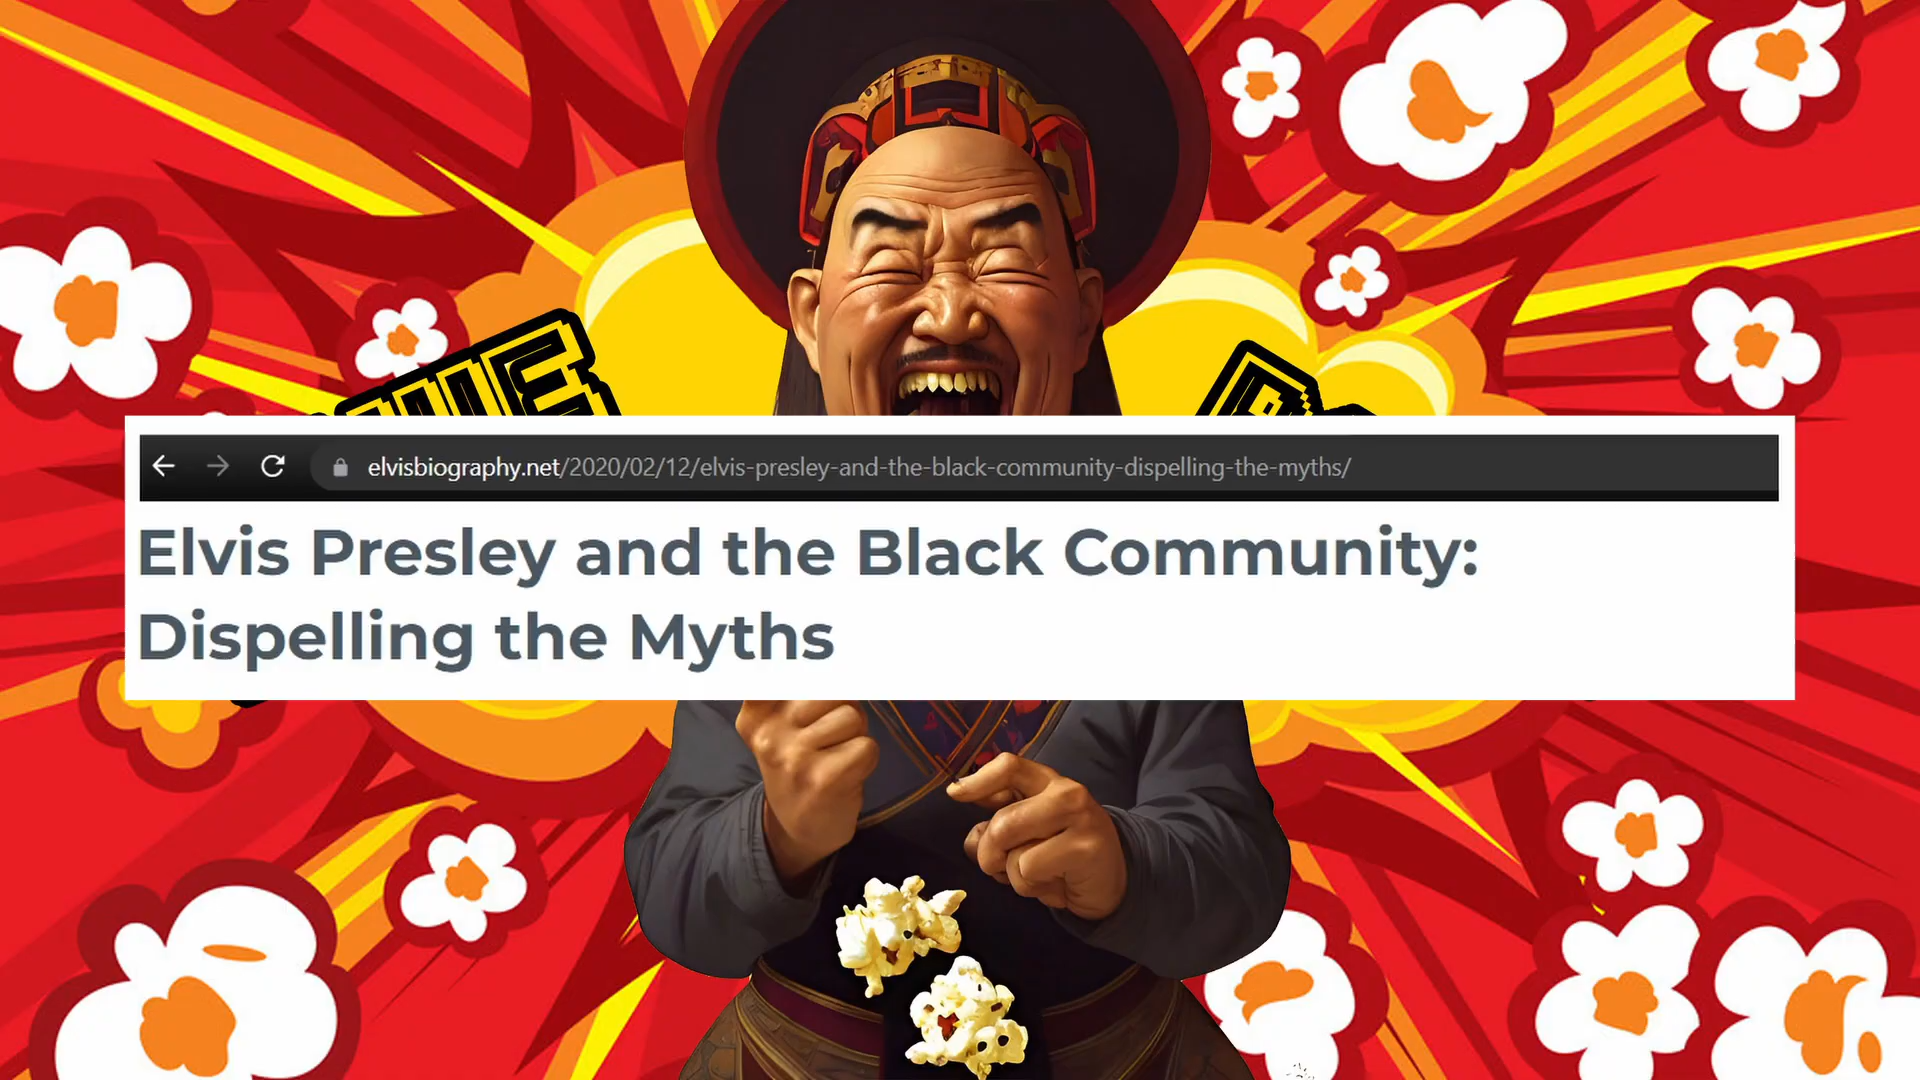 elvisbiography.net/2020/02/12/elvis-presley-and-the-black-community-dispelling-the-myths/
Elvis Presley and the Black Community:
Dispelling the Myths